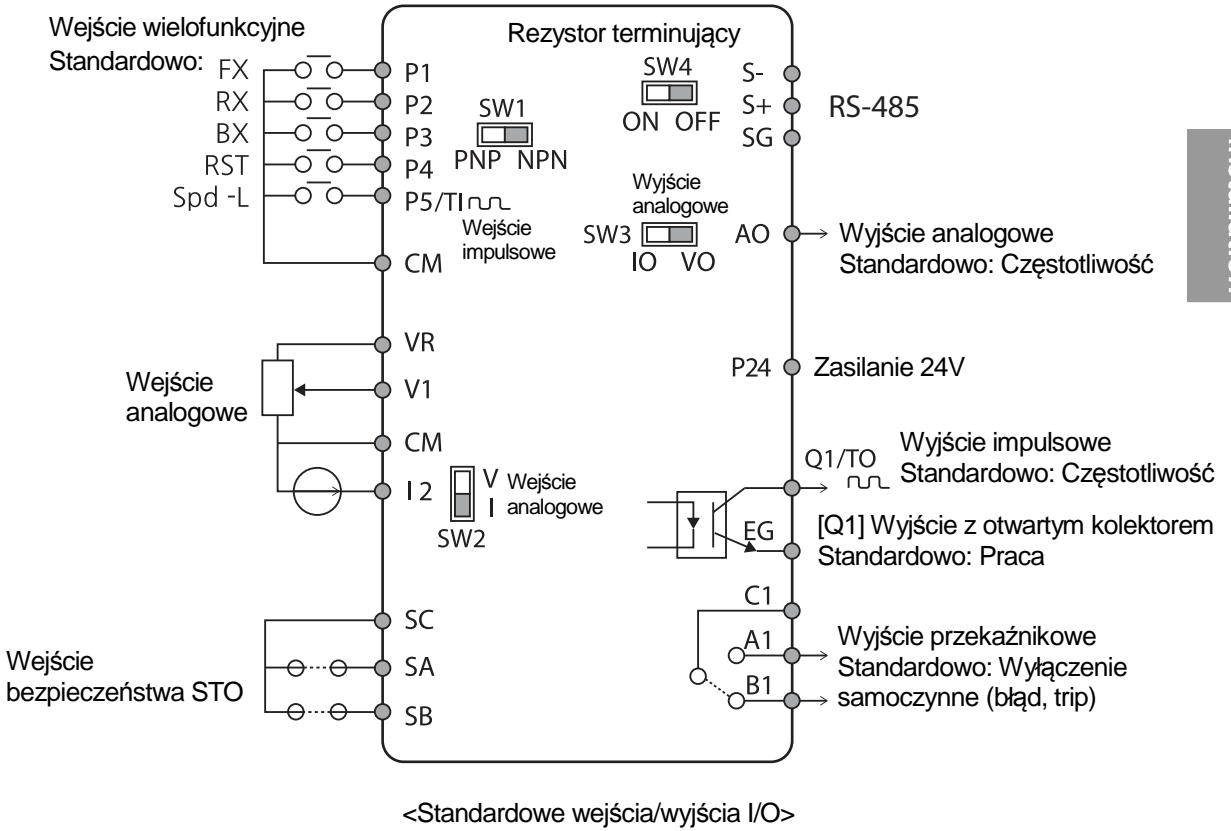 Wejście wielofunkcyjne
Standardowo:
FX
P1
RX
P2
BX
P3
RST
P4
Spd -L
P5/TI
Wejście
impulsowe
CM
SW1
PNP NPN
Rezystor terminujący
SW4
ON OFF
S-
S+
SG
RS-485
Wyjście
analogowe
SW3
IO VO
AO
Wyjście analogowe
Standardowo: Częstotliwość
Wejście
analogowe
VR
V1
CM
I2
V
I
Wejście
analogowe
SW2
P24
Zasilanie 24V
Q1/TO
Wyjście impulsowe
Standardowo: Częstotliwość
EG
[Q1] Wyjście z otwartym kolektorem
Standardowo: Praca
Wejście
bezpieczeństwa STO
SC
SA
SB
C1
A1
B1
Wyjście przekaźnikowe
Standardowo: Wyłączenie
samoczynne (błąd, trip)
<Standardowe wejścia/wyjścia I/O>